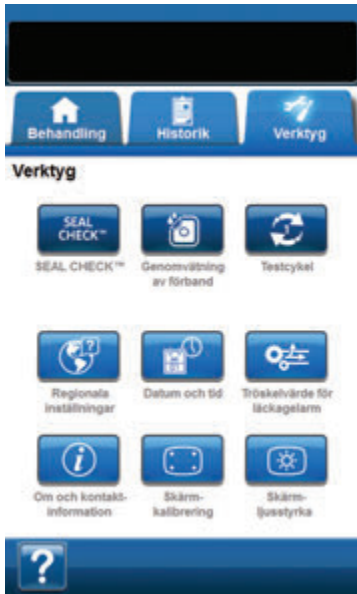 Behandling Historik Verktyg
Verktyg
SEAL
CHECK™
SEAL CHECK™ Genomvätning Testcykel
av förband
Regionala Datum och tid Tröskelvärde för
inställningar läckagelarm
Om och kontakt- Skärm- Skärm-
information kalibrering ljusstyrka
?